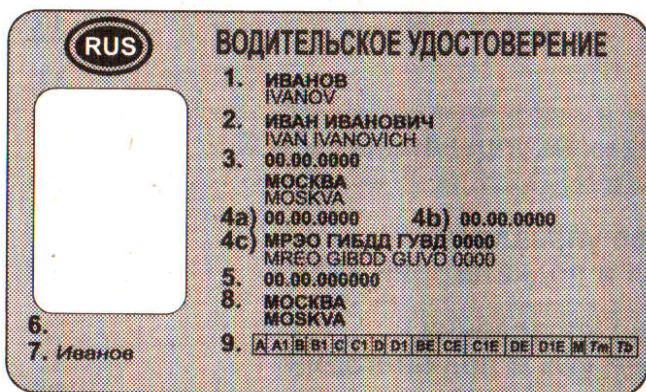 RUS
ВОДИТЕЛЬСКОЕ УДОСТОВЕРЕНИЕ
1. ИВАНОВ
IVANOV
2. ИВАН ИВАНОВИЧ
IVAN IVANOVICH
3. 00.00.0000
МОСКВА
MOSKVA
4a) 00.00.0000 4b) 00.00.0000
4c) МРЭО ГИБДД ГУВД 0000
MREO GIBDD GUVD 0000
5. 00.00.000000
8. МОСКВА
MOSKVA
6.
7. Иванов
9. A A1 B B1 C C1 D D1 BE CE C1E DE D1E M Tm Tb